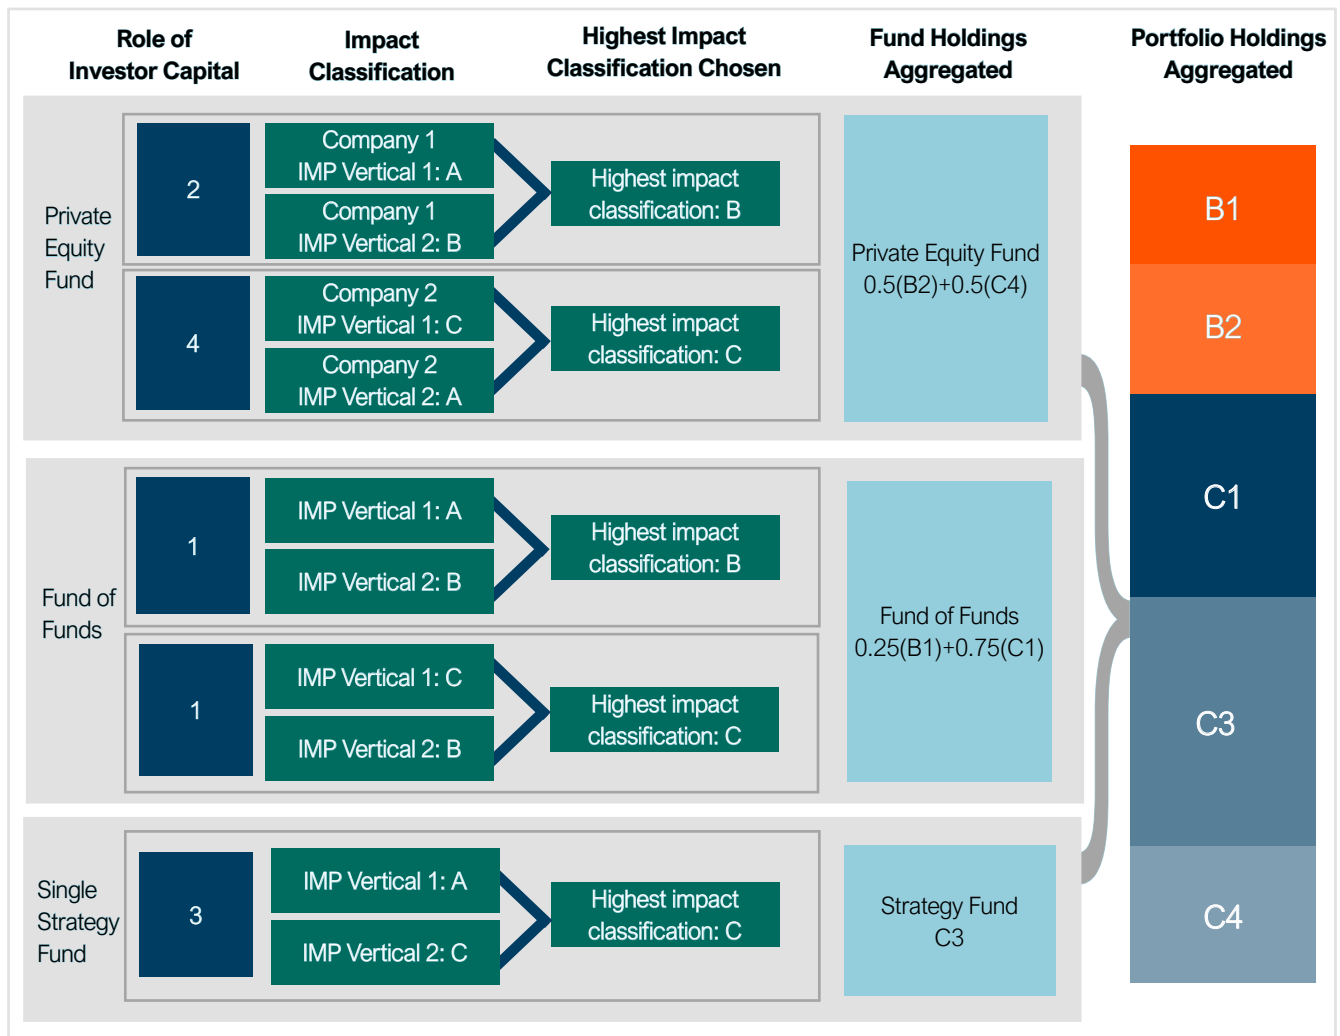 Role of
Investor Capital
Impact
Classification
Highest Impact
Classification Chosen
Fund Holdings
Aggregated
Portfolio Holdings
Aggregated
Private
Equity
Fund
2
Company 1
IMP Vertical 1: A
Company 1
IMP Vertical 2: B
Highest impact
classification: B
4
Company 2
IMP Vertical 1: C
Company 2
IMP Vertical 2: A
Highest impact
classification: C
Private Equity Fund
0.5(B2)+0.5(C4)
Fund of
Funds
1
IMP Vertical 1: A
IMP Vertical 2: B
Highest impact
classification: B
1
IMP Vertical 1: C
IMP Vertical 2: B
Highest impact
classification: C
Fund of Funds
0.25(B1)+0.75(C1)
Single
Strategy
Fund
3
IMP Vertical 1: A
IMP Vertical 2: C
Highest impact
classification: C
Strategy Fund
C3
B1
B2
C1
C3
C4